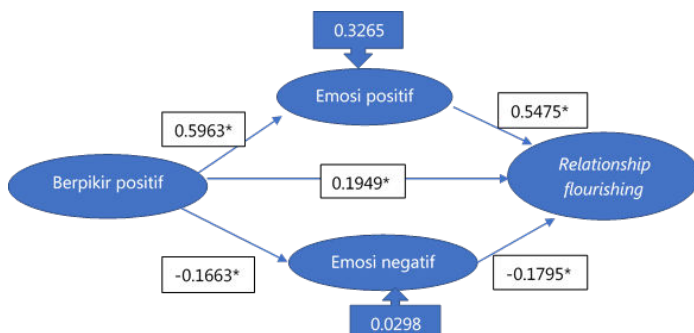 0.3265
Emosi positif
0.5963*
0.5475*
Berpikir positif
0.1949*
Relationship
flourishing
Emosi negatif
-0.1663*
-0.1795*
0.0298